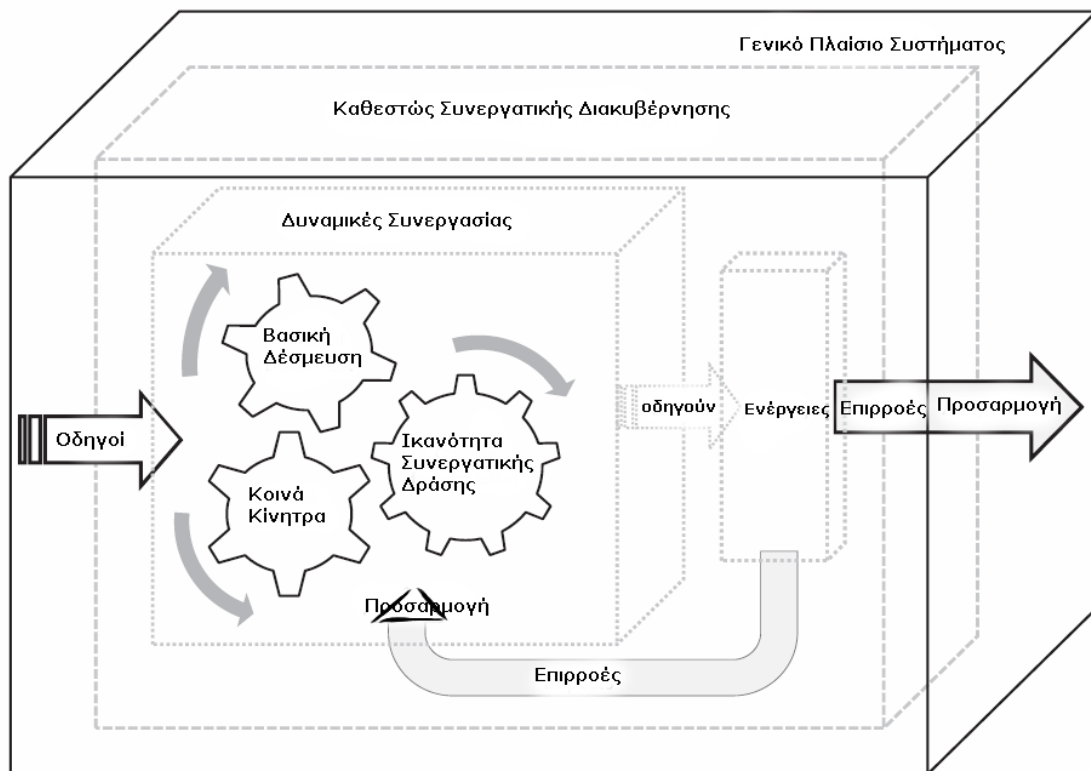 Γενικό Πλαίσιο Συστήματος
Καθεστώς Συνεργατικής Διακυβέρνησης
Δυναμικές Συνεργασίας
Βασική
Δέσμευση
Οδηγοί
Ικανότητα
Συνεργατικής
Δράσης
Κοινά
Κίνητρα
οδηγούν
Ενέργειες
Επιρροές
Προσαρμογή
Προσαρμογή
Επιρροές